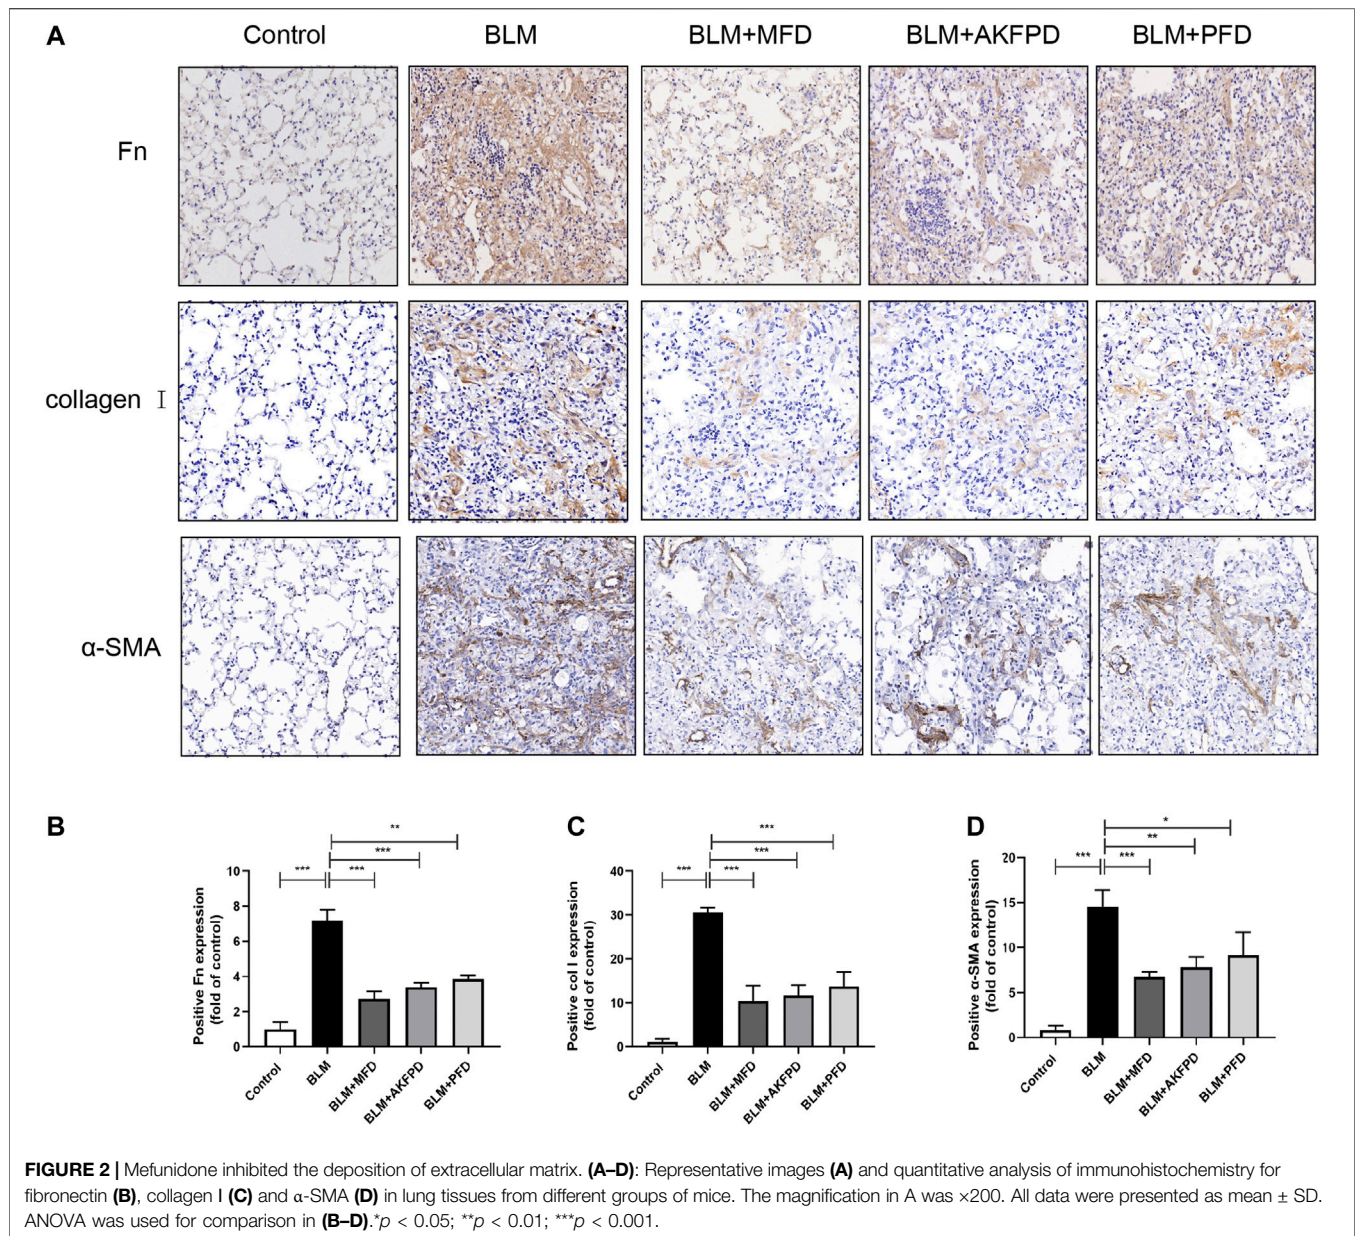 A
Control BLM BLM+MFD BLM+AKFPD BLM+PFD
Fn
collagen I
α-SMA
B
Positive Fn expression
(fold of control)
10
8
6
4
2
0
***
***
***
**
Control BLM BLM+MFD BLM+AKFPD BLM+PFD
C
Positive col I expression
(fold of control)
40
30
20
10
0
***
***
***
***
Control BLM BLM+MFD BLM+AKFPD BLM+PFD
D
Positive α-SMA expression
(fold of control)
20
15
10
5
0
***
***
**
*
Control BLM BLM+MFD BLM+AKFPD BLM+PFD
FIGURE 2 | Mefunidone inhibited the deposition of extracellular matrix. (A–D): Representative images (A) and quantitative analysis of immunohistochemistry for
fibronectin (B), collagen I (C) and α-SMA (D) in lung tissues from different groups of mice. The magnification in A was ×200. All data were presented as mean ± SD.
ANOVA was used for comparison in (B–D).*p < 0.05; **p < 0.01; ***p < 0.001.